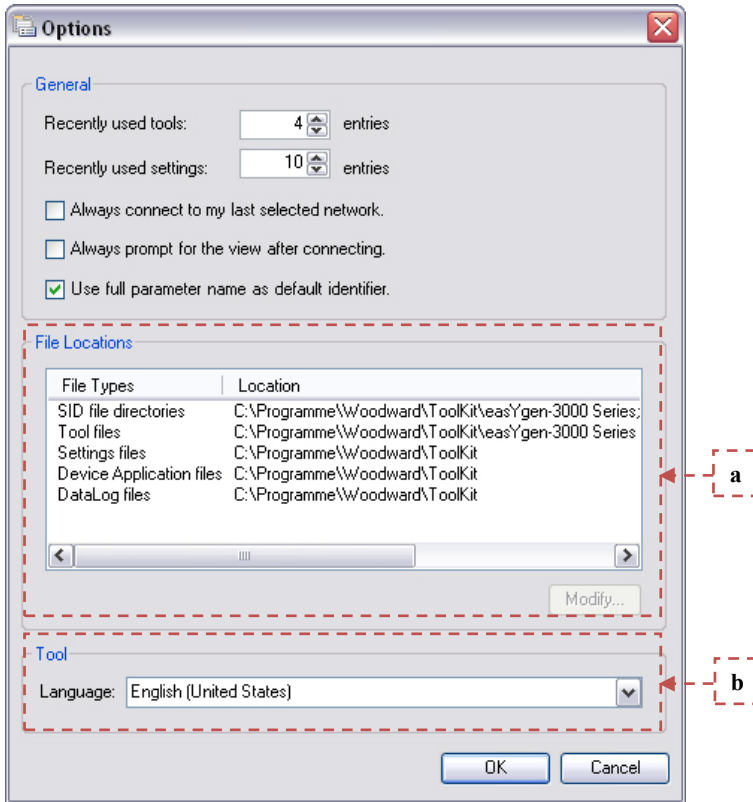 Options
General
Recently used tools: 4 entries
Recently used settings: 10 entries
Always connect to my last selected network.
Always prompt for the view after connecting.
Use full parameter name as default identifier.
File Locations
File Types Location
SID file directories C:\Programme\Woodward\ToolKit\easYgen-3000 Series;
Tool files C:\Programme\Woodward\ToolKit\easYgen-3000 Series
Settings files C:\Programme\Woodward\ToolKit
Device Application files C:\Programme\Woodward\ToolKit
DataLog files C:\Programme\Woodward\ToolKit
a
Modify...
Tool
Language: English (United States)
b
OK Cancel